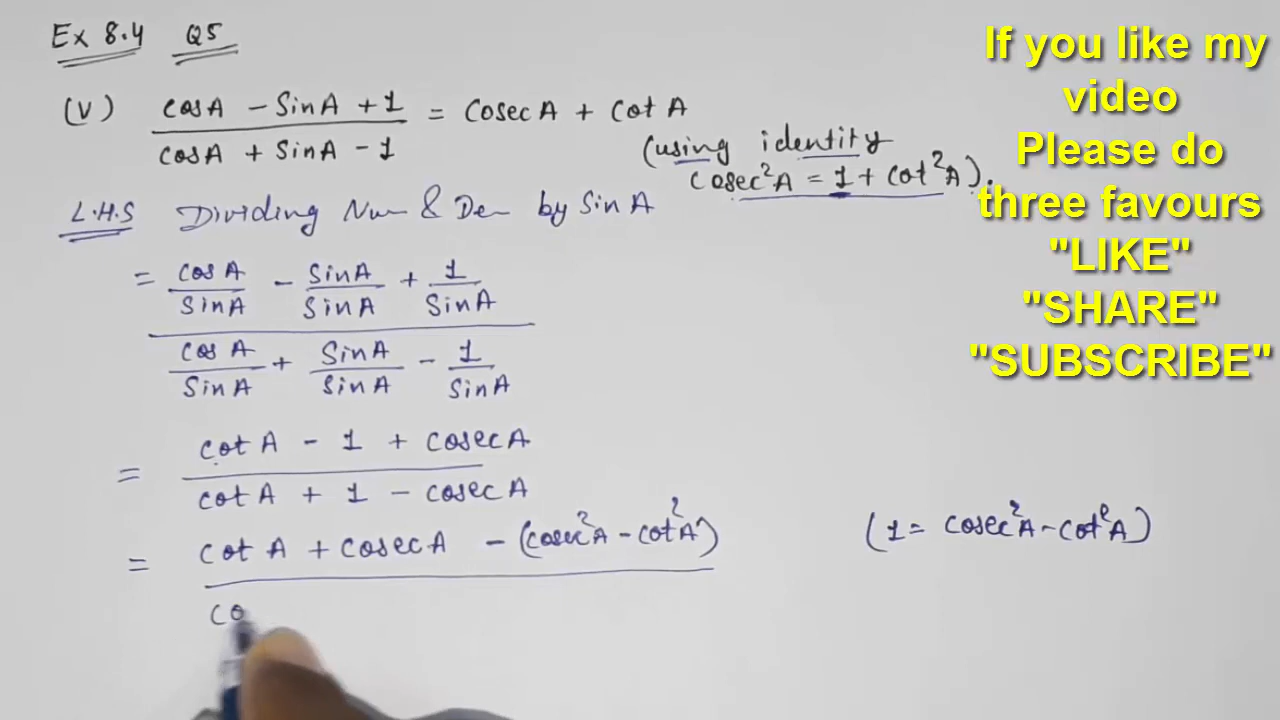 Ex 8.4 Q5
(V) cosA - SinA + 1 / cosA + SinA - 1 = CosecA + Cot A
(using identity
Cosec²A = 1 + Cot²A).
L.H.S Dividing Num & Den by Sin A
= cosA/SinA - SinA/SinA + 1/SinA
cosA/SinA + SinA/SinA - 1/SinA
= cot A - 1 + cosecA
cot A + 1 - cosecA
= cot A + cosecA - (cosec²A - cot²A)
(1 = cosec²A - cot²A)
co
If you like my
video
Please do
three favours
"LIKE"
"SHARE"
"SUBSCRIBE"